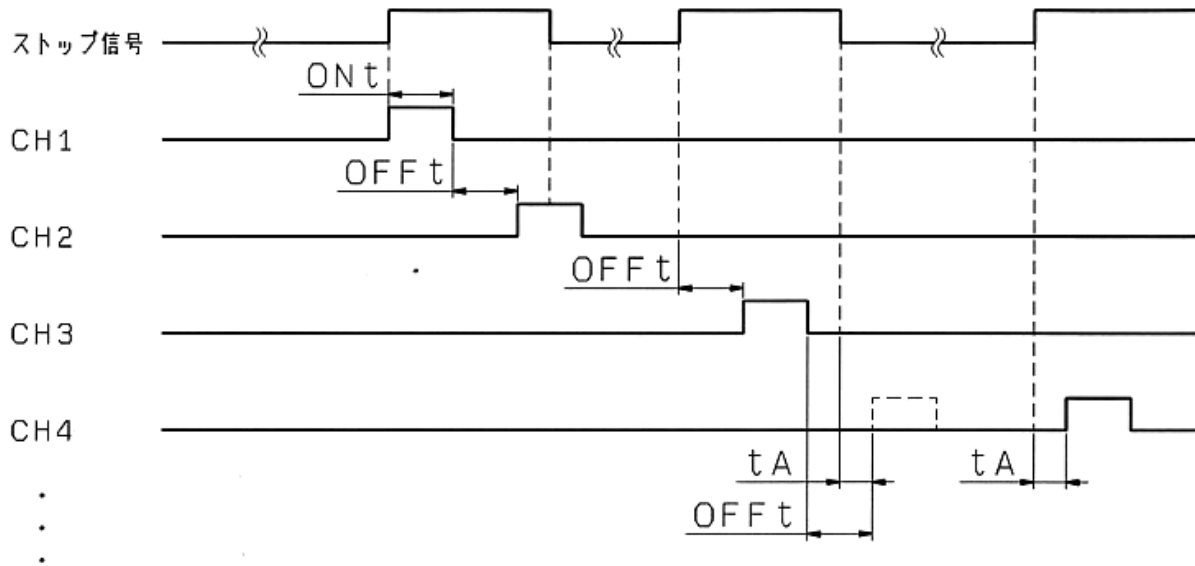 ストップ信号
ONt
CH1
OFFt
CH2
OFFt
CH3
CH4
tA
tA
OFFt